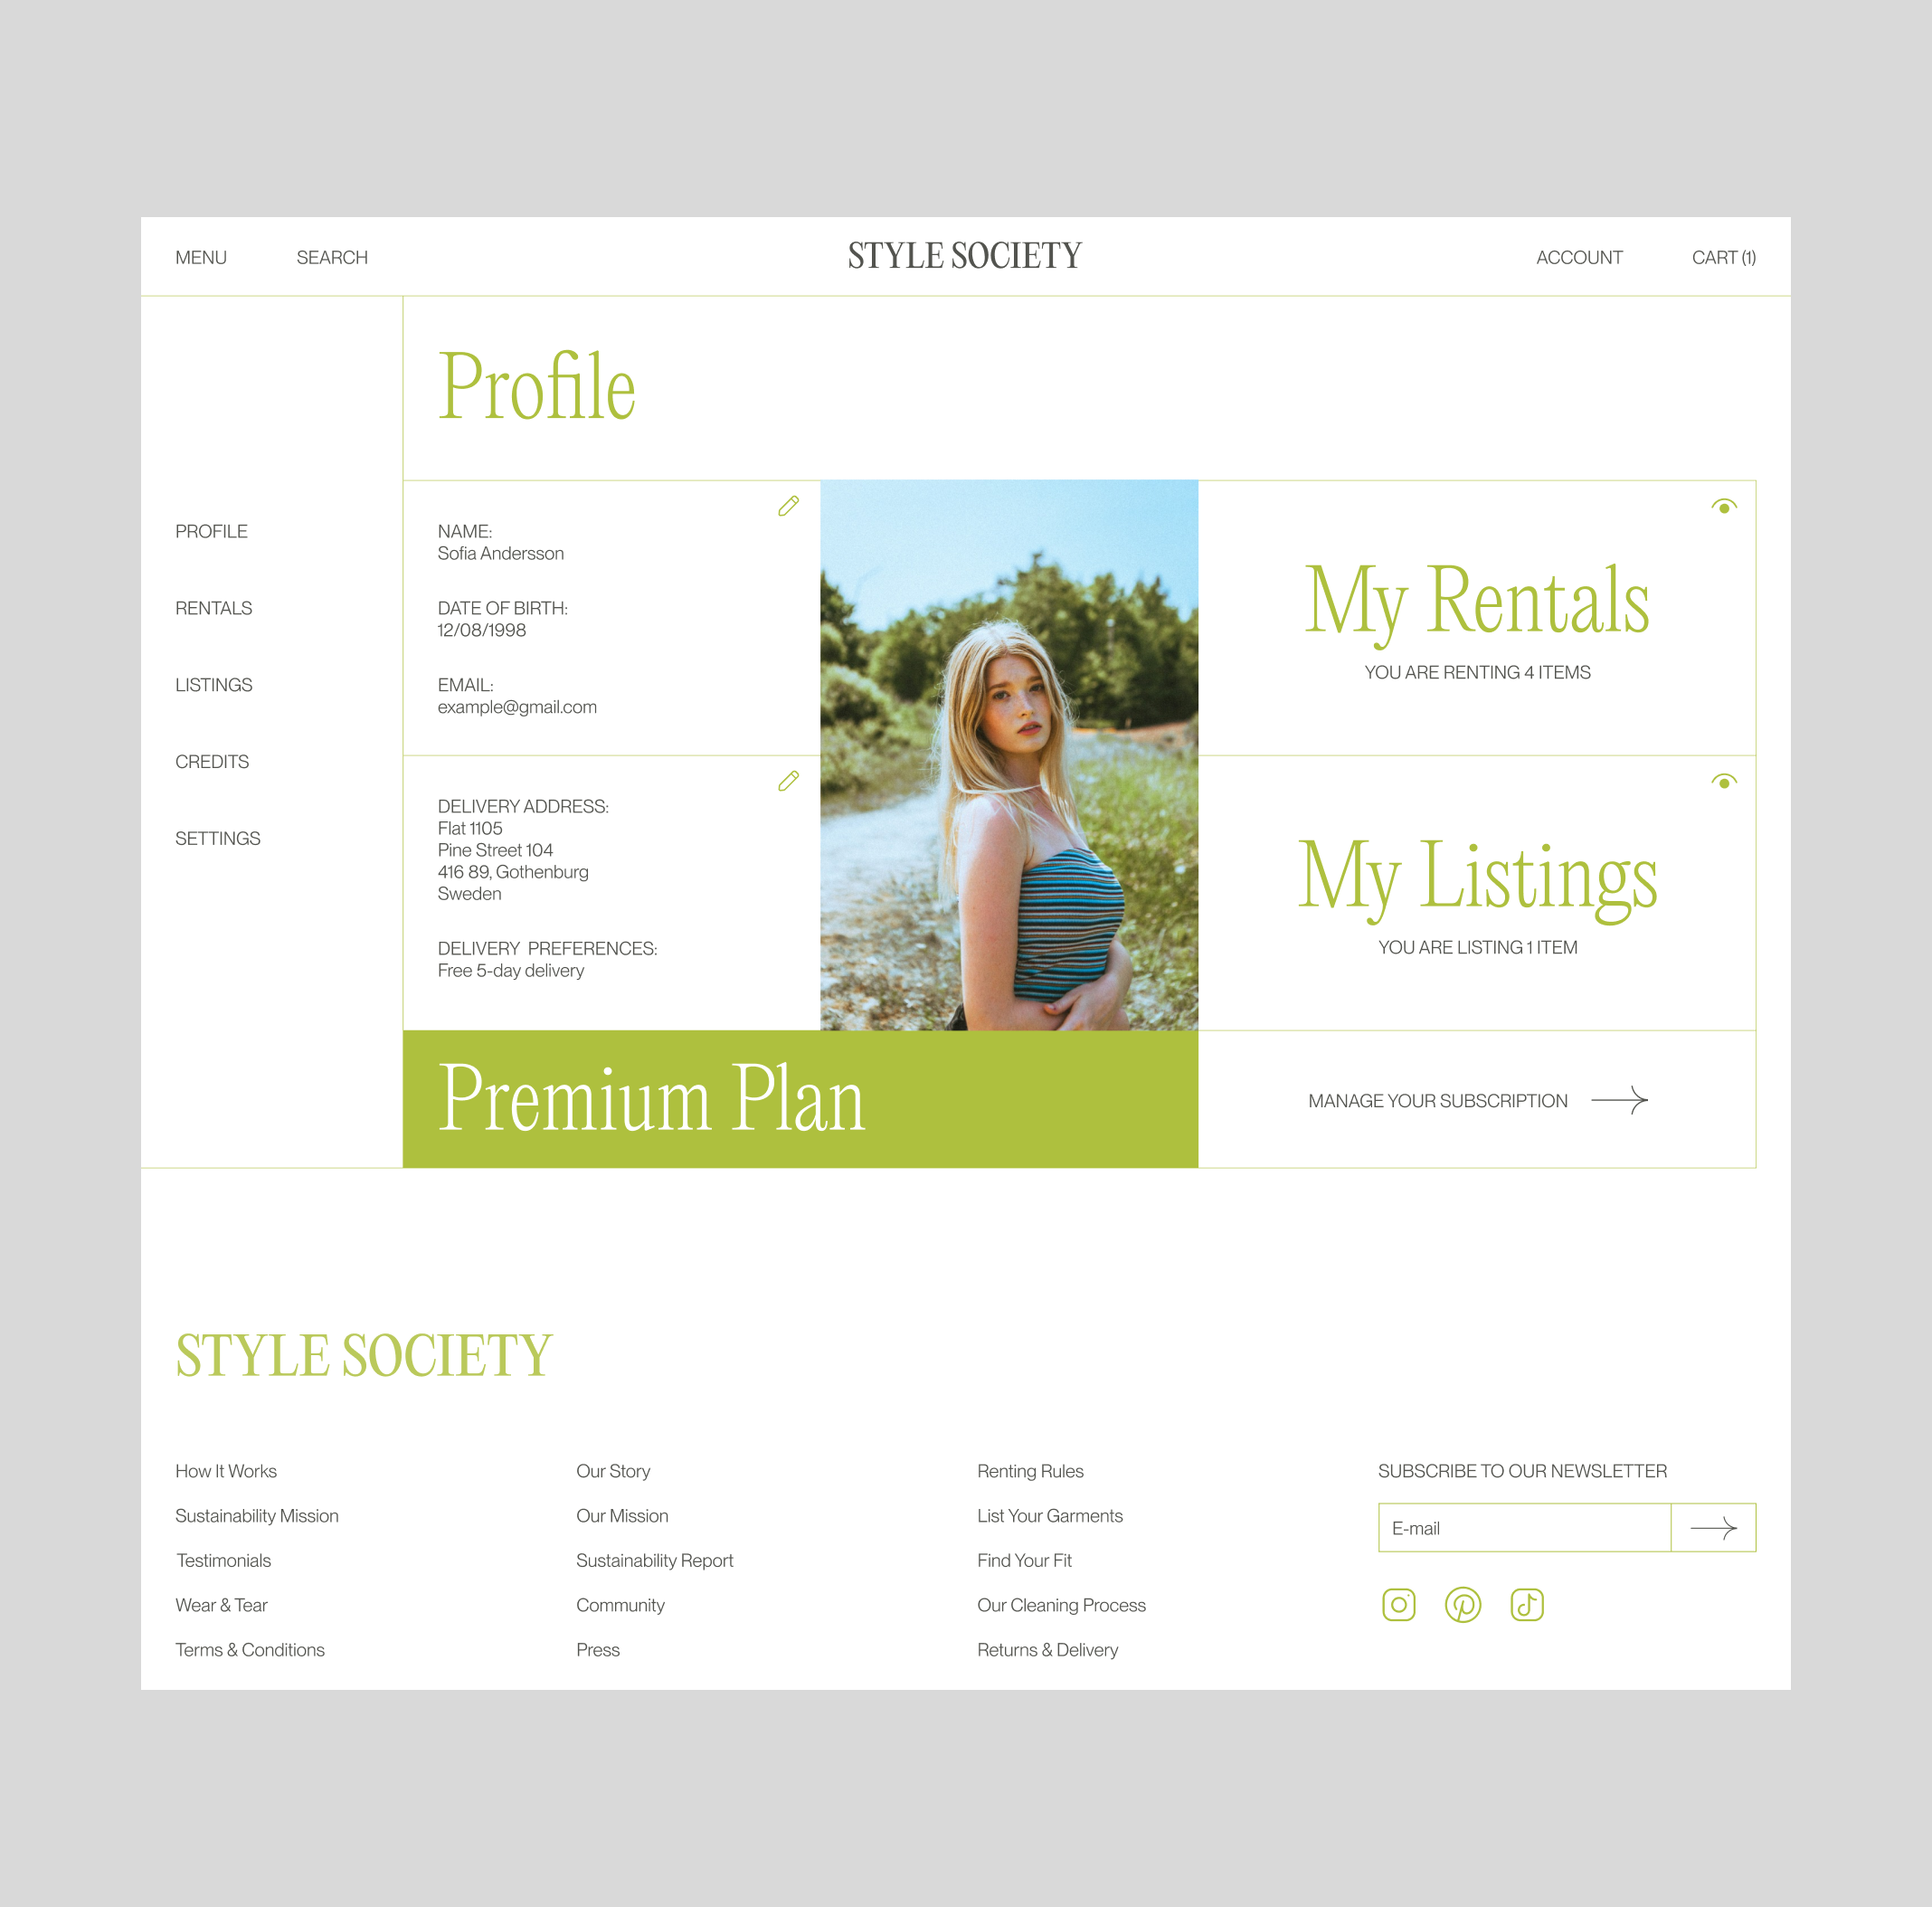 MENU
SEARCH
STYLE SOCIETY
ACCOUNT
CART (1)
Profile
PROFILE
RENTALS
LISTINGS
CREDITS
SETTINGS
NAME:
Sofia Andersson
DATE OF BIRTH:
12/08/1998
EMAIL:
example@gmail.com
DELIVERY ADDRESS:
Flat 1105
Pine Street 104
416 89, Gothenburg
Sweden
DELIVERY  PREFERENCES:
Free 5-day delivery
My Rentals
YOU ARE RENTING 4 ITEMS
My Listings
YOU ARE LISTING 1 ITEM
Premium Plan
MANAGE YOUR SUBSCRIPTION
STYLE SOCIETY
How It Works
Sustainability Mission
Testimonials
Wear & Tear
Terms & Conditions
Our Story
Our Mission
Sustainability Report
Community
Press
Renting Rules
List Your Garments
Find Your Fit
Our Cleaning Process
Returns & Delivery
SUBSCRIBE TO OUR NEWSLETTER
E-mail